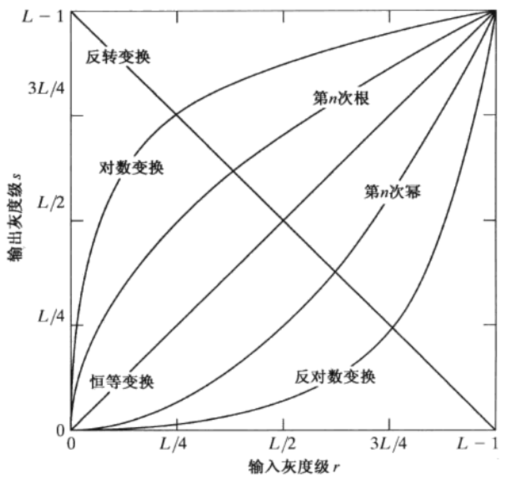 L − 1
反转变换
3L/4
第n次根
对数变换
第n次幂
L/2
输出灰度级 s
L/4
恒等变换
反对数变换
0
0
L/4
L/2
3L/4
L − 1
输入灰度级 r